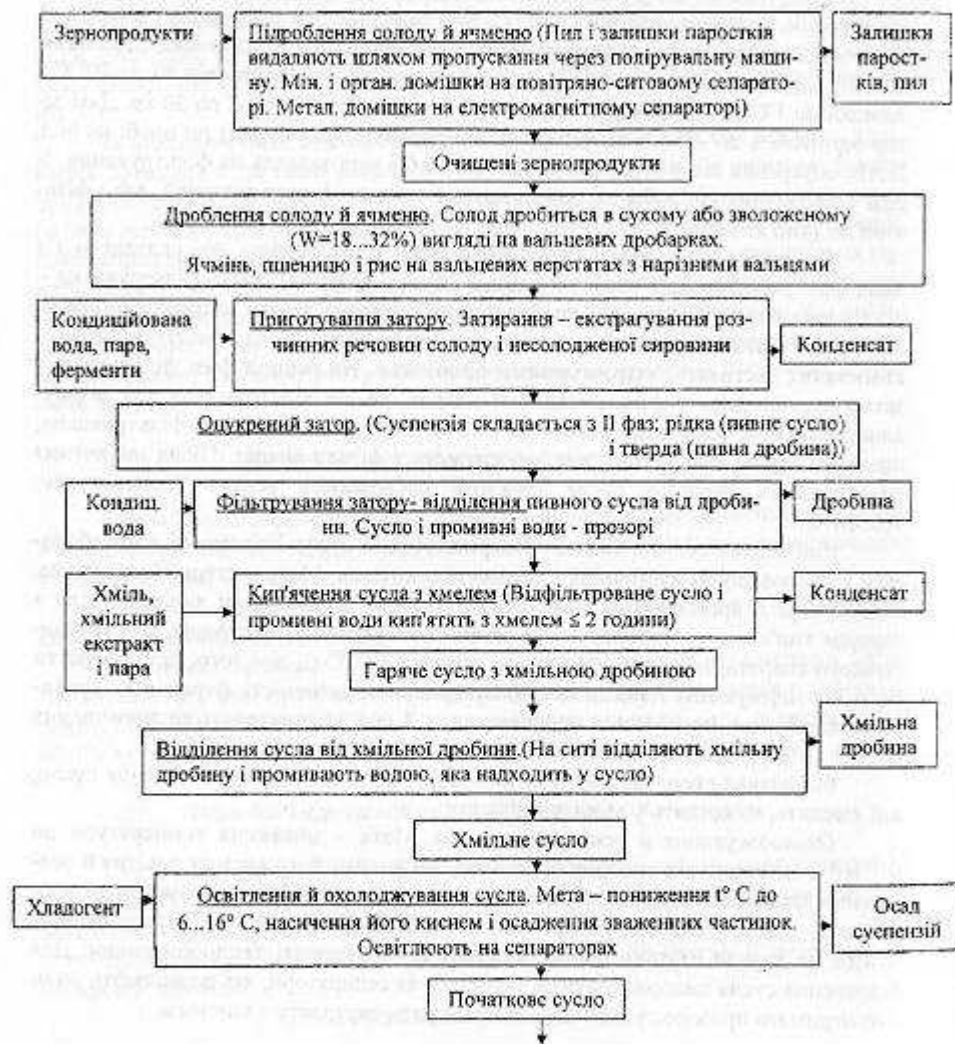 Зернопродукти
Підроблення солоду й ячменю (Пил і залишки паростків
видаляють шляхом пропускання через полірувальну маши-
ну. Мін. і орган. домішки на повітряно-ситовому сепарато-
рі. Метал. домішки на електромагнітному сепараторі)
Залишки
парост-
ків, пил
Очищені зернопродукти
Дроблення солоду й ячменю. Солод дробиться в сухому або зволоженому
(W=18...32%) вигляді на вальцевих дробарках.
Ячмінь, пшеницю і рис на вальцевих верстатах з нарізними вальцями
Кондиційована
вода, пара,
ферменти
Приготування затору. Затирання – екстрагування роз-
чинних речовин солоду і несолодженої сировини
Конденсат
Оцукрений затор. (Суспензія складається з II фаз: рідка (пивне сусло)
і тверда (пивна дробина))
Кондиц.
вода
Фільтрування затору- відділення пивного сусла від дроби-
ни. Сусло і промивні води - прозорі
Дробина
Хміль,
хмільний
екстракт
і пара
Кип'ячення сусла з хмелем (Відфільтроване сусло і
промивні води кип'ятять з хмелем ≤ 2 години)
Конденсат
Гаряче сусло з хмільною дробиною
Відділення сусла від хмільної дробини.(На ситі відділяють хмільну
дробину і промивають водою, яка надходить у сусло)
Хмільна
дробина
Хмільне сусло
Хладогент
Освітлення й охолоджування сусла. Мета – пониження t° С до
6...16° С, насичення його киснем і осадження зважених частинок.
Освітлюють на сепараторах
Осад
суспензій
Початкове сусло